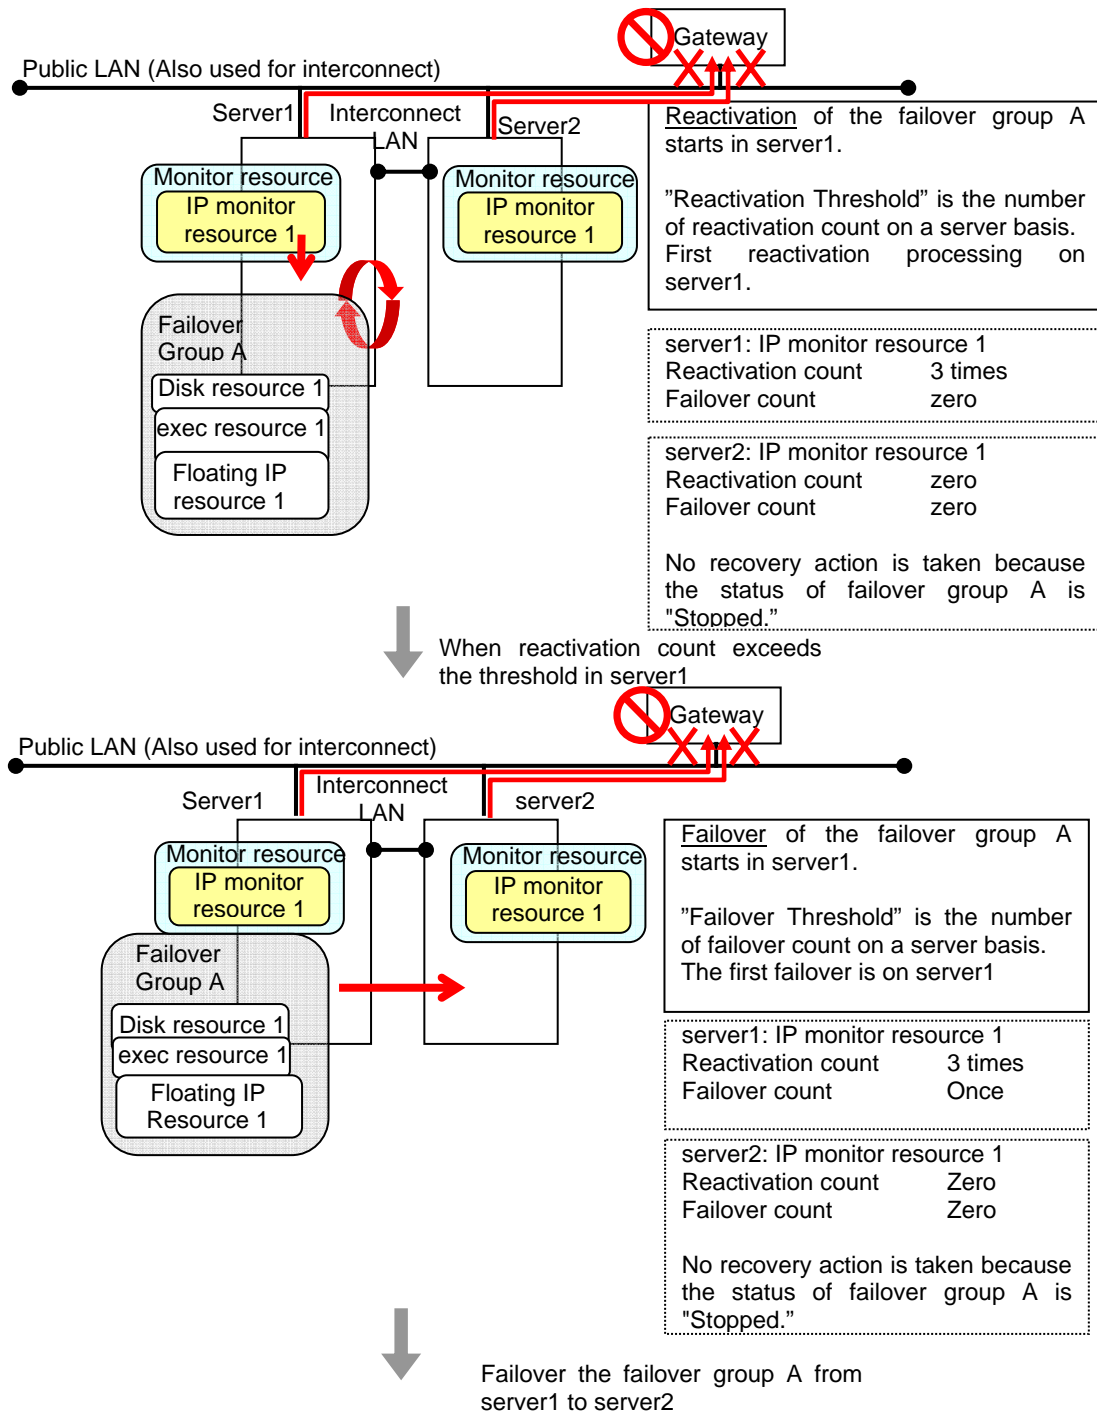 Gateway
Public LAN (Also used for interconnect)
Server1
Interconnect
LAN
Server2
Monitor resource
IP monitor
resource 1
Monitor resource
IP monitor
resource 1
Failover
Group A
Disk resource 1
exec resource 1
Floating IP
resource 1
Reactivation of the failover group A
starts in server1.
”Reactivation Threshold” is the number
of reactivation count on a server basis.
First reactivation processing on
server1.
server1: IP monitor resource 1
Reactivation count 3 times
Failover count zero
server2: IP monitor resource 1
Reactivation count zero
Failover count zero
No recovery action is taken because
the status of failover group A is
"Stopped.”
When reactivation count exceeds
the threshold in server1
Gateway
Public LAN (Also used for interconnect)
Server1
Interconnect
LAN
server2
Monitor resource
IP monitor
resource 1
Monitor resource
IP monitor
resource 1
Failover
Group A
Disk resource 1
exec resource 1
Floating IP
Resource 1
Failover of the failover group A
starts in server1.
”Failover Threshold” is the number
of failover count on a server basis.
The first failover is on server1
server1: IP monitor resource 1
Reactivation count 3 times
Failover count Once
server2: IP monitor resource 1
Reactivation count Zero
Failover count Zero
No recovery action is taken because
the status of failover group A is
"Stopped.”
Failover the failover group A from
server1 to server2